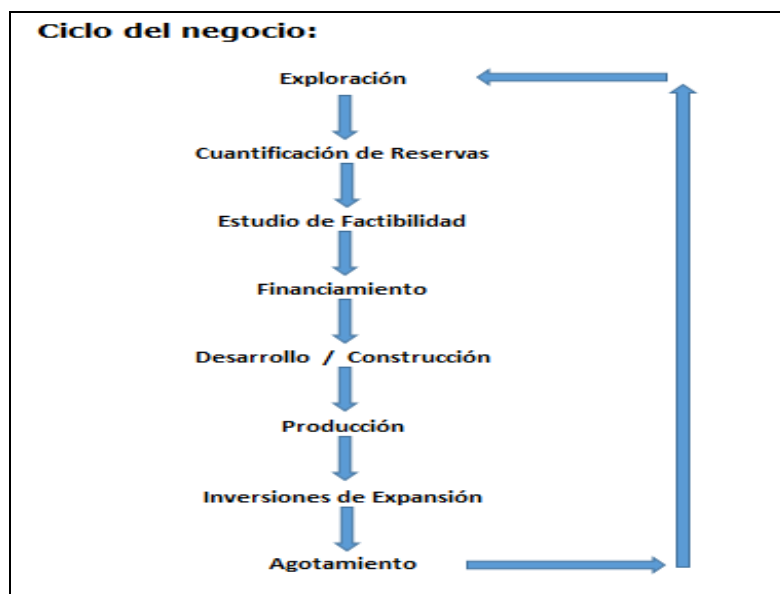 Ciclo del negocio:
Exploración
Cuantificación de Reservas
Estudio de Factibilidad
Financiamiento
Desarrollo / Construcción
Producción
Inversiones de Expansión
Agotamiento